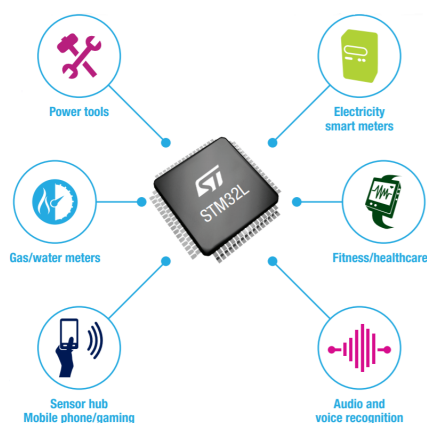 Power tools
Electricity
smart meters
ST
STM32L
Gas/water meters
Fitness/healthcare
Sensor hub
Mobile phone/gaming
Audio and
voice recognition